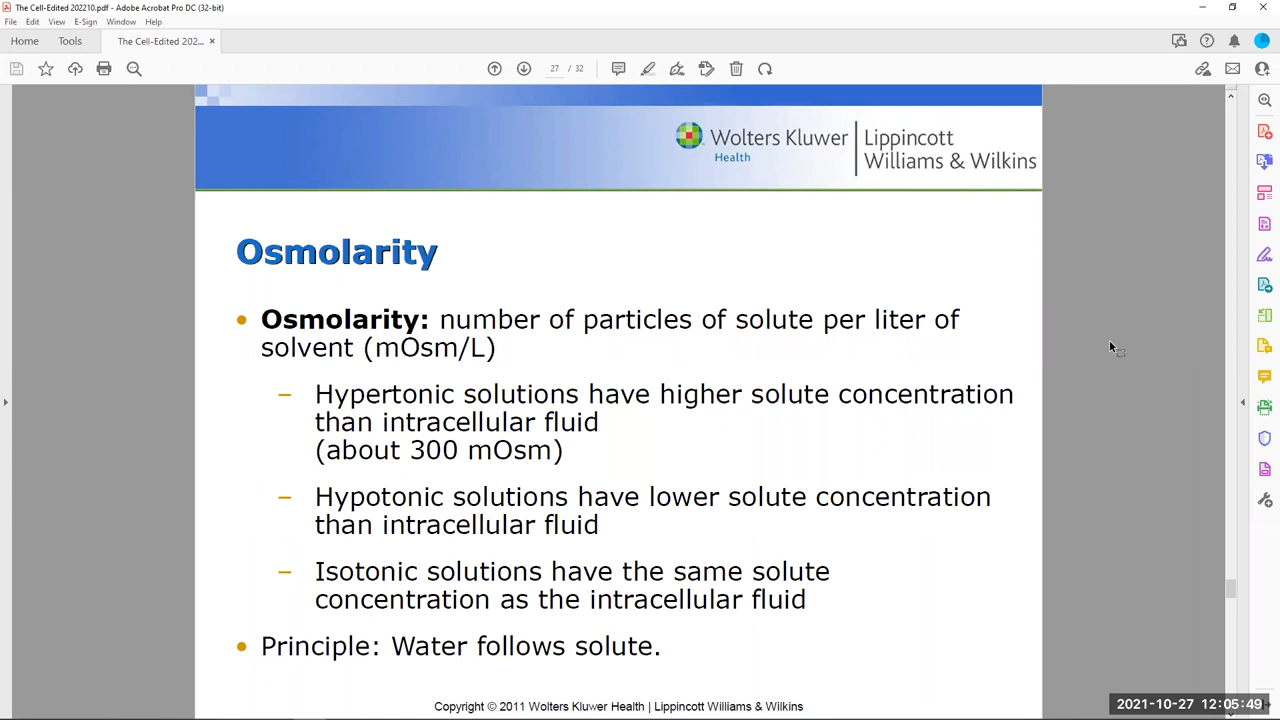 The Cell-Edited 202210.pdf - Adobe Acrobat Pro DC (32-bit)
File Edit View E-Sign Window Help
Home Tools The Cell-Edited 202... ×
27 / 32
Wolters Kluwer Lippincott
Health Williams & Wilkins
Osmolarity
• Osmolarity: number of particles of solute per liter of
solvent (mOsm/L)
– Hypertonic solutions have higher solute concentration
than intracellular fluid
(about 300 mOsm)
– Hypotonic solutions have lower solute concentration
than intracellular fluid
– Isotonic solutions have the same solute
concentration as the intracellular fluid
• Principle: Water follows solute.
Copyright © 2011 Wolters Kluwer Health | Lippincott Williams & Wilkins
2021-10-27 12:05:49